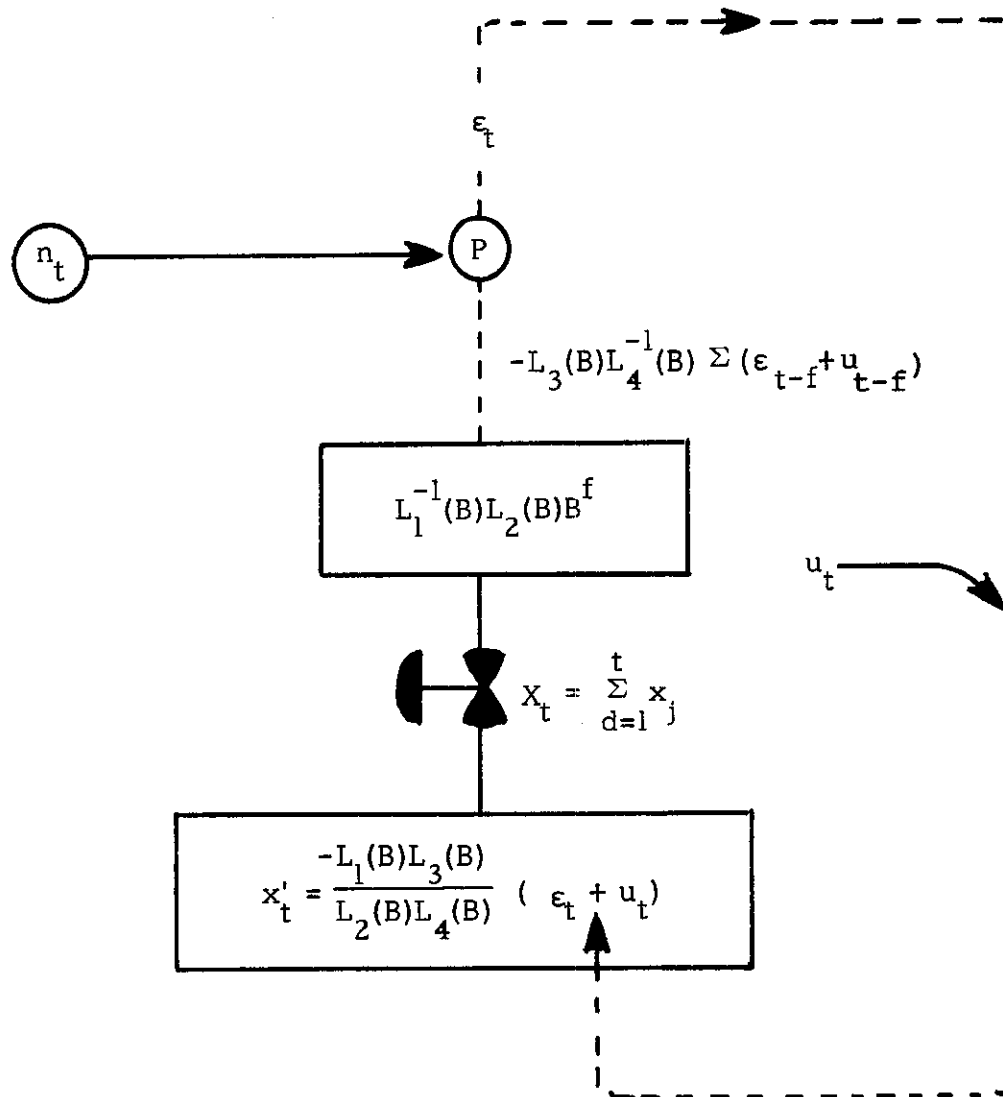 ε_t
n_t
P
-L_3(B)L_4^{-1}(B) Σ (ε_{t-f}+u_{t-f})
L_1^{-1}(B)L_2(B)B^f
u_t
X_t = Σ_{d=1}^{t} x_j
x'_t = \frac{-L_1(B)L_3(B)}{L_2(B)L_4(B)} ( ε_t + u_t)